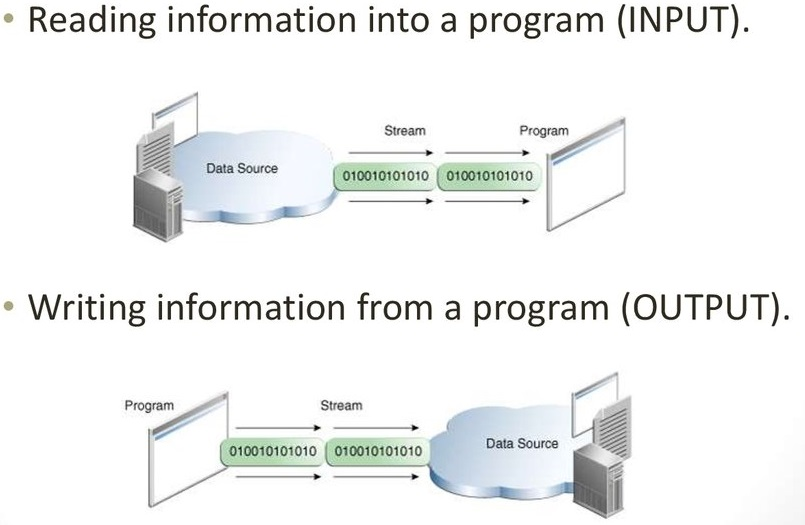 • Reading information into a program (INPUT).
Stream Program
Data Source
010010101010 010010101010
• Writing information from a program (OUTPUT).
Program Stream
Data Source
010010101010 010010101010